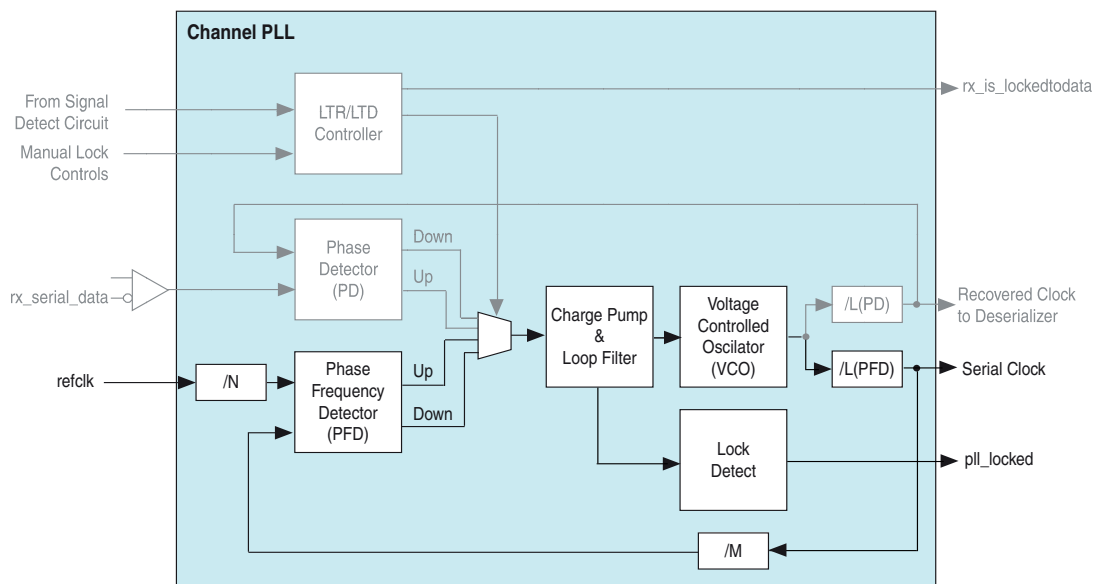 Channel PLL
From Signal
Detect Circuit
Manual Lock
Controls
LTR/LTD
Controller
rx_is_lockedtodata
Phase
Detector
(PD)
Down
Up
rx_serial_data
Charge Pump
&
Loop Filter
Voltage
Controlled
Oscilator
(VCO)
/L(PD)
Recovered Clock
to Deserializer
refclk
/N
Phase
Frequency
Detector
(PFD)
Up
Down
/L(PFD)
Serial Clock
Lock
Detect
pll_locked
/M